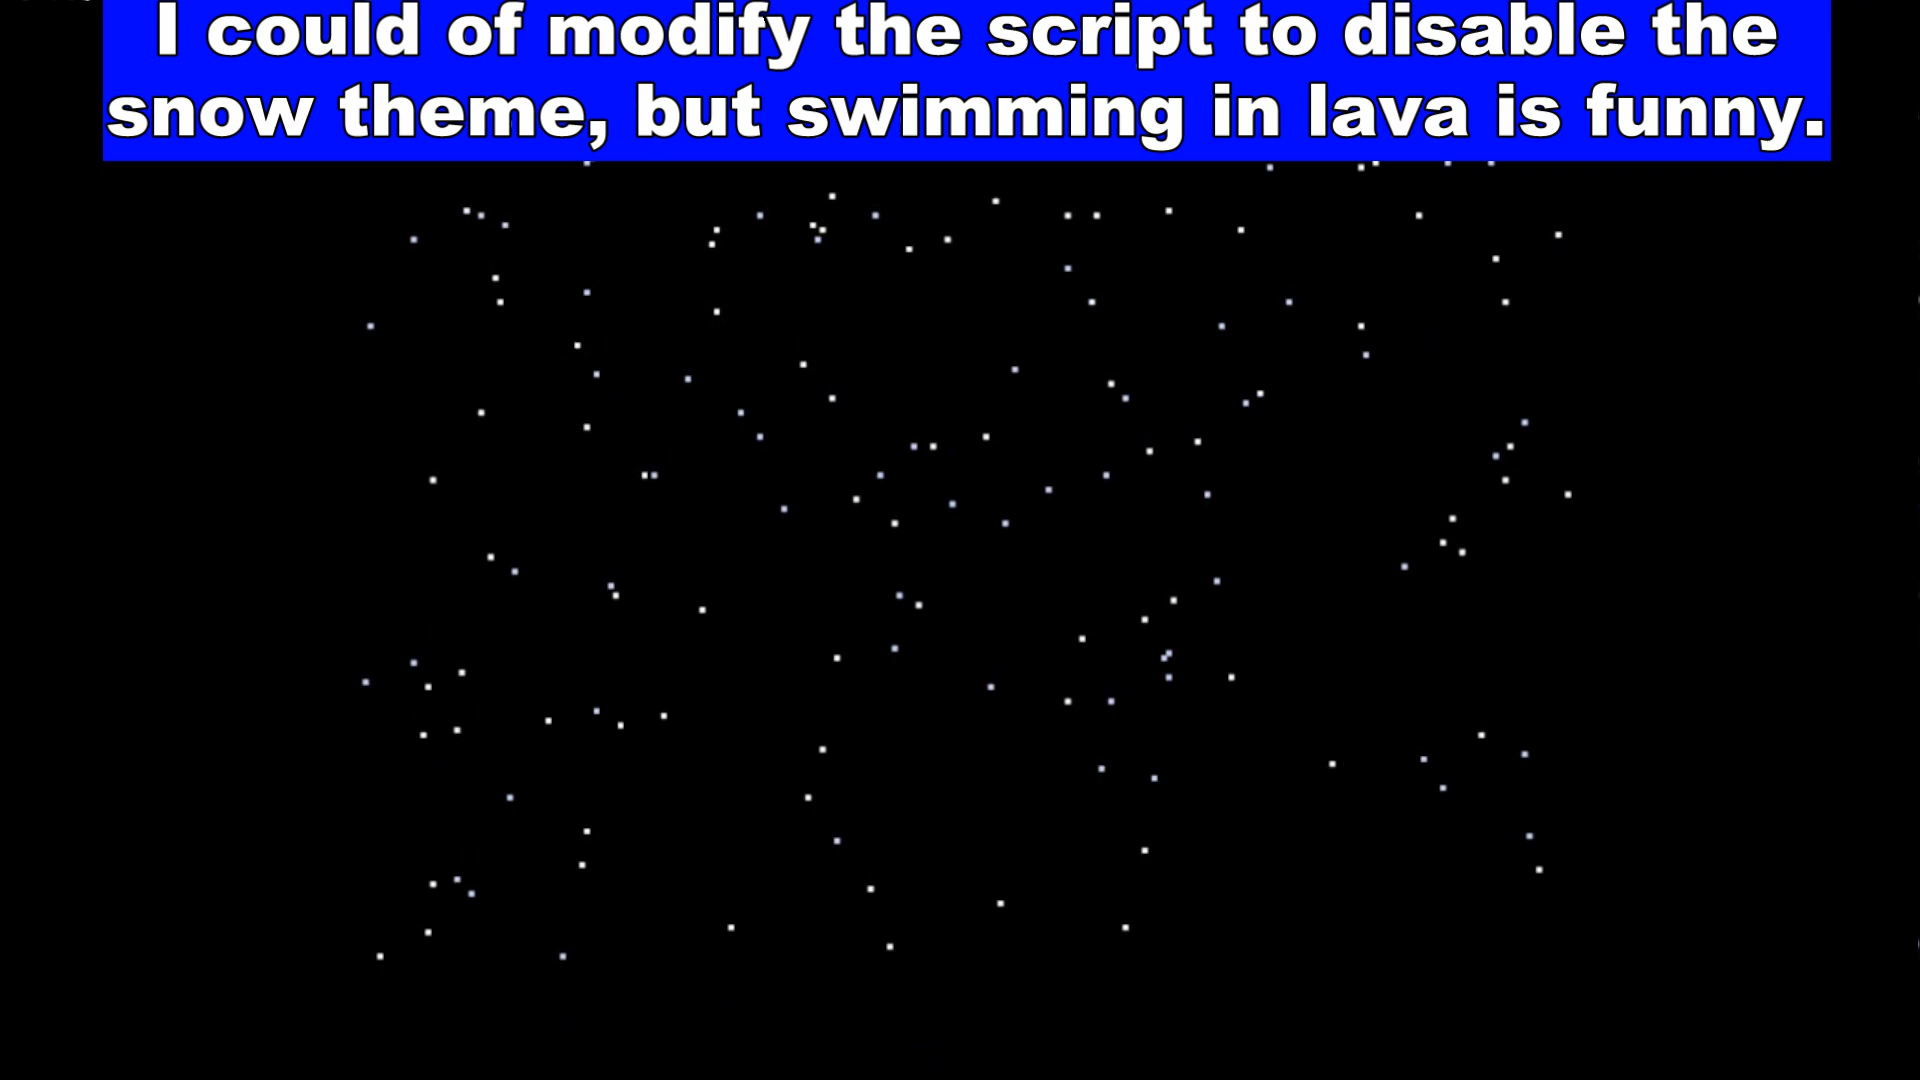 I could of modify the script to disable the
snow theme, but swimming in lava is funny.